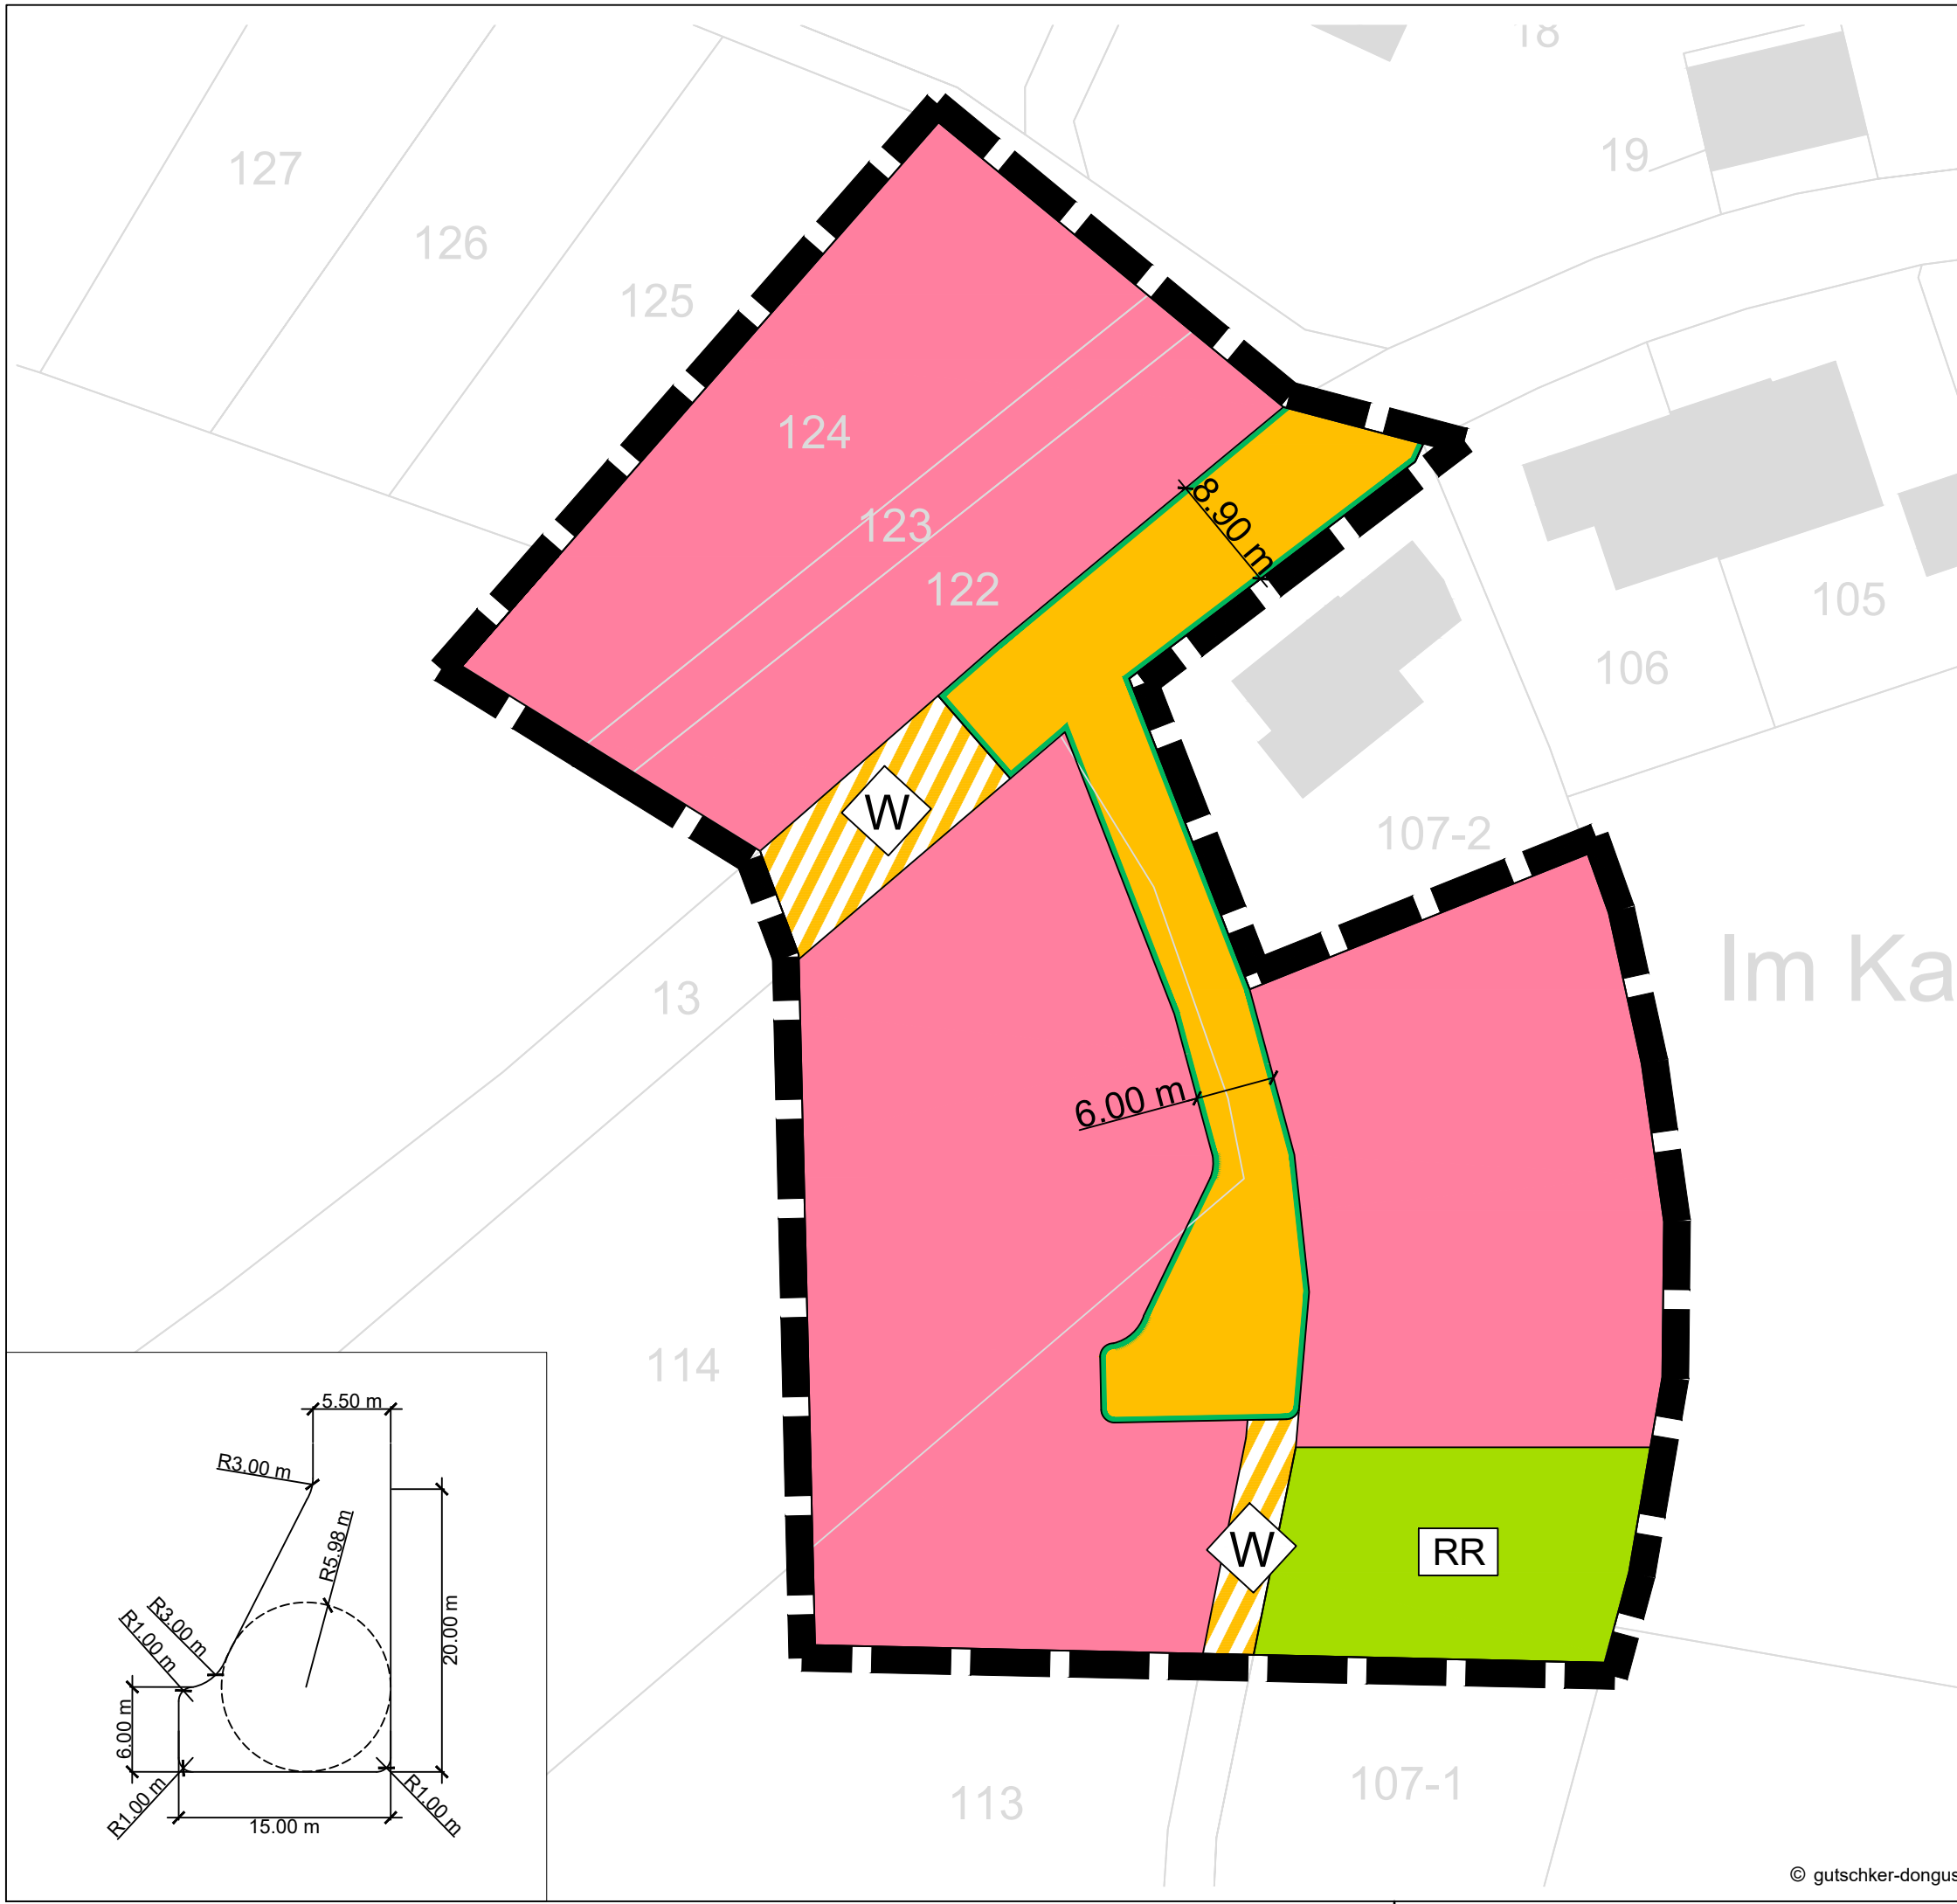 18
127
19
126
125
124
8.90 m
123
122
105
106
107-2
Im Ka
W
13
6.00 m
114
5.50 m
R3.00 m
R5.98 m
R3.00 m
R1.00 m
20.00 m
6.00 m
R1.00 m
R1.00 m
15.00 m
W
RR
113
107-1
© gutschker-dongus